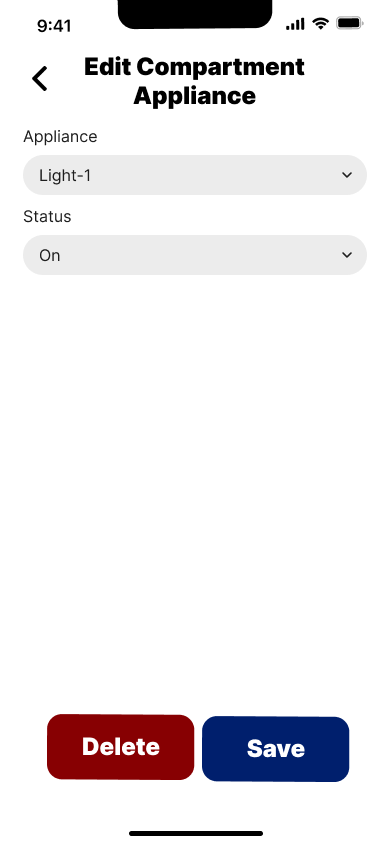 9:41
Edit Compartment
Appliance
Appliance
Light-1
Status
On
Delete
Save